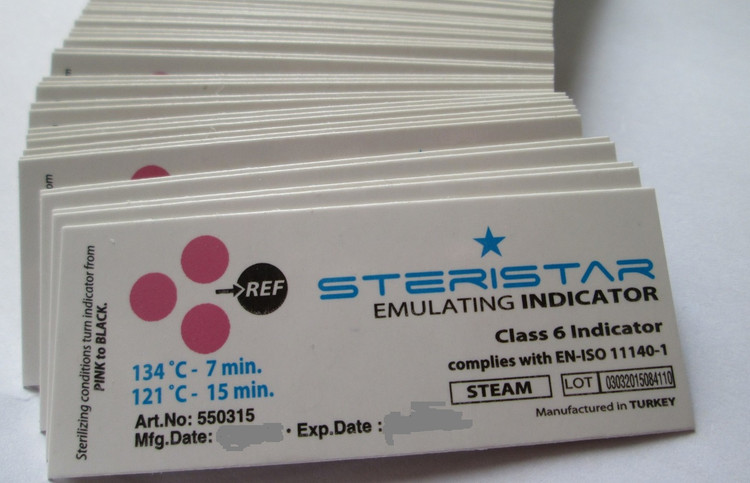 Sterilizing conditions turn indicator from
PINK to BLACK.
REF
STERISTAR
EMULATING INDICATOR
Class 6 Indicator
complies with EN-ISO 11140-1
134 °C - 7 min.
121 °C - 15 min.
STEAM
LOT 03032015084110
Art.No: 550315
Manufactured in TURKEY
Mfg.Date: · Exp.Date :
om
om